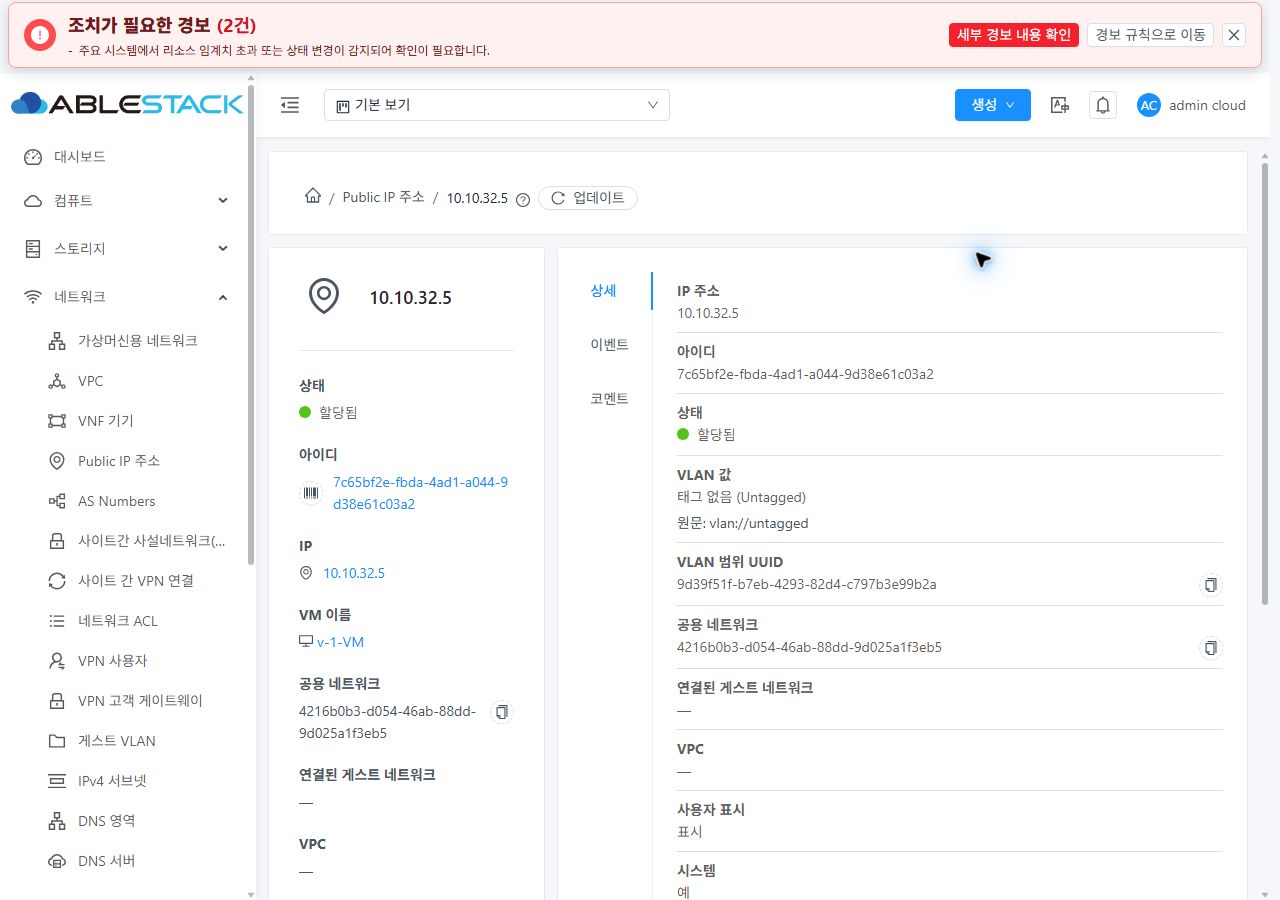 조치가 필요한 경보 (2건)
- 주요 시스템에서 리소스 임계치 초과 또는 상태 변경이 감지되어 확인이 필요합니다.
세부 경보 내용 확인
경보 규칙으로 이동
ABLESTACK
기본 보기
생성
AC
admin cloud
대시보드
컴퓨트
스토리지
네트워크
가상머신용 네트워크
VPC
VNF 기기
Public IP 주소
AS Numbers
사이트간 사설네트워크(...
사이트 간 VPN 연결
네트워크 ACL
VPN 사용자
VPN 고객 게이트웨이
게스트 VLAN
IPv4 서브넷
DNS 영역
DNS 서버
/ Public IP 주소 / 10.10.32.5
업데이트
10.10.32.5
상태
할당됨
아이디
7c65bf2e-fbda-4ad1-a044-9
d38e61c03a2
IP
10.10.32.5
VM 이름
v-1-VM
공용 네트워크
4216b0b3-d054-46ab-88dd-
9d025a1f3eb5
연결된 게스트 네트워크
—
VPC
—
상세
이벤트
코멘트
IP 주소
10.10.32.5
아이디
7c65bf2e-fbda-4ad1-a044-9d38e61c03a2
상태
할당됨
VLAN 값
태그 없음 (Untagged)
원문: vlan://untagged
VLAN 범위 UUID
9d39f51f-b7eb-4293-82d4-c797b3e99b2a
공용 네트워크
4216b0b3-d054-46ab-88dd-9d025a1f3eb5
연결된 게스트 네트워크
—
VPC
—
사용자 표시
표시
시스템
예